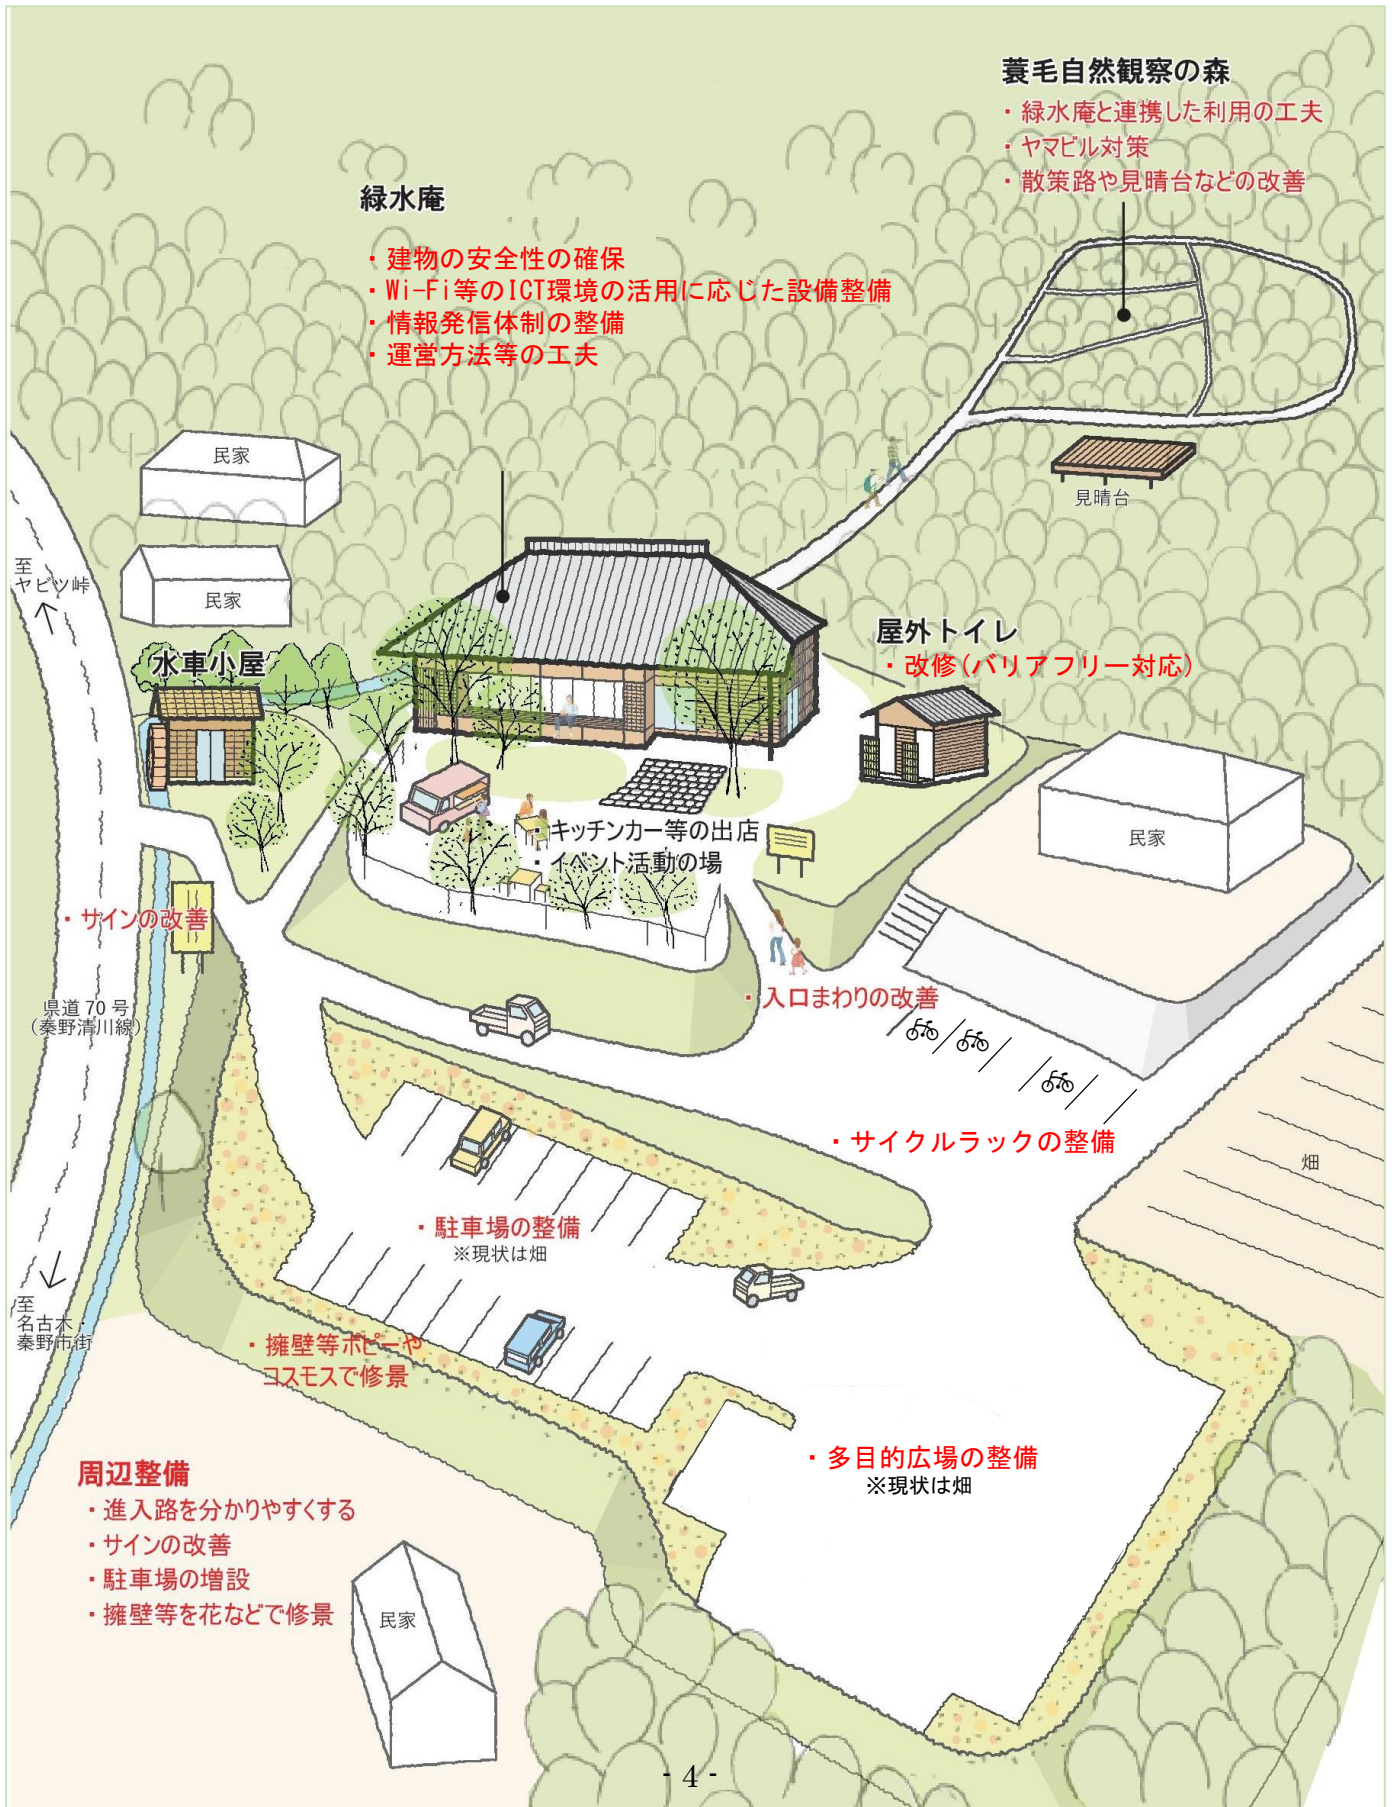 蓑毛自然観察の森
・緑水庵と連携した利用の工夫
・ヤマビル対策
・散策路や見晴台などの改善
緑水庵
・建物の安全性の確保
・Wi-Fi等のICT環境の活用に応じた設備整備
・情報発信体制の整備
・運営方法等の工夫
民家
見晴台
至
ヤビツ峠
民家
屋外トイレ
・改修(バリアフリー対応)
水車小屋
・キッチンカー等の出店
・イベント活動の場
民家
・サインの改善
・入口まわりの改善
県道 70 号
(秦野清川線)
・サイクルラックの整備
畑
・駐車場の整備
※現状は畑
至
名古木・
秦野市街
・擁壁等ポピーや
コスモスで修景
・多目的広場の整備
※現状は畑
周辺整備
・進入路を分かりやすくする
・サインの改善
・駐車場の増設
・擁壁等を花などで修景
民家
- 4 -